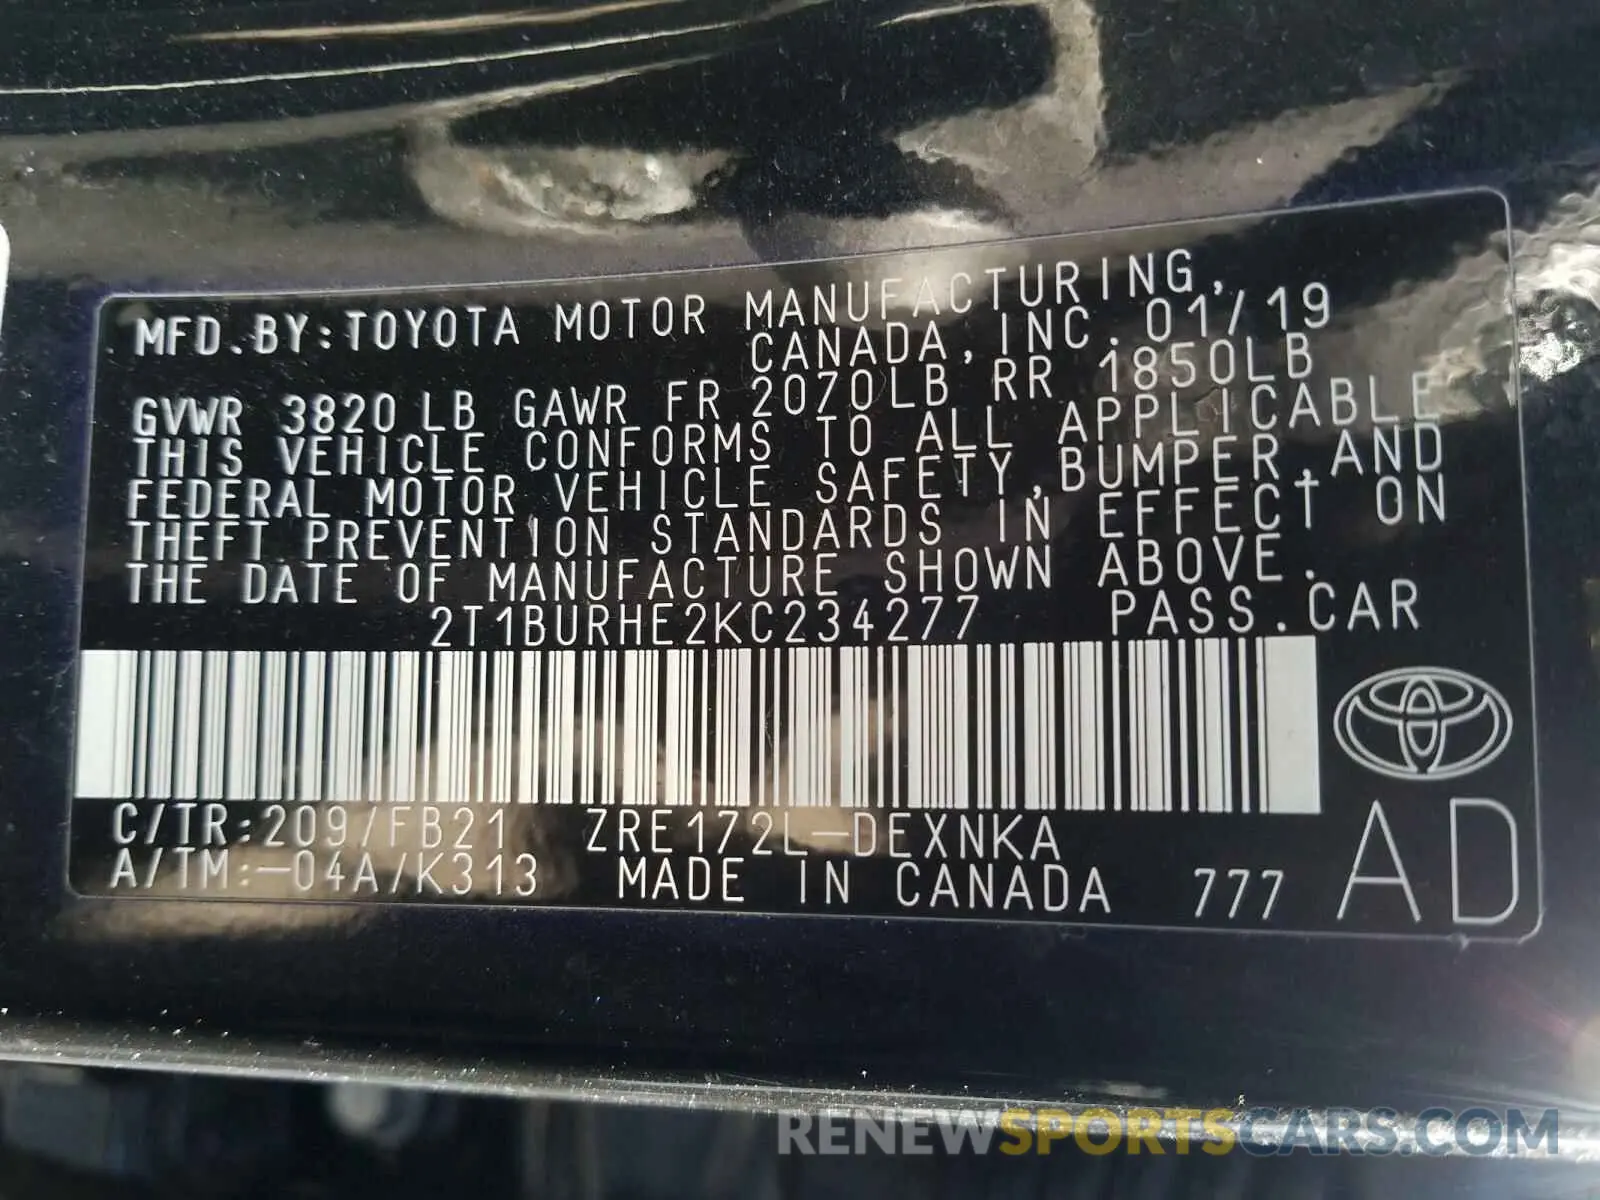 MFD.BY:TOYOTA MOTOR MANUFACTURING,
CANADA,INC. 01/19
GVWR 3820LB GAWR FR 2070LB RR 1850LB
THIS VEHICLE CONFORMS TO ALL APPLICABLE
FEDERAL MOTOR VEHICLE SAFETY,BUMPER,AND
THEFT PREVENTION STANDARDS IN EFFECT ON
THE DATE OF MANUFACTURE SHOWN ABOVE.
2T1BURHE2KC234277 PASS.CAR
C/TR:209/FB21 ZRE172L-DEXNKA
A/TM:-04A/K313 MADE IN CANADA 777 AD
RENEWSPORTSCARS.COM